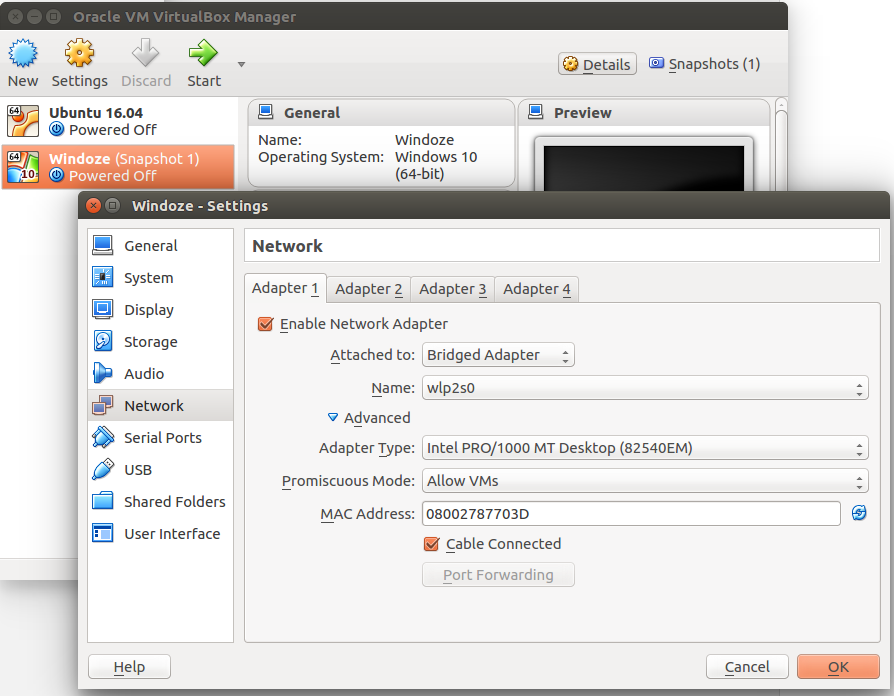 Oracle VM VirtualBox Manager
New Settings Discard Start Details Snapshots (1)
64 Ubuntu 16.04
Powered Off
64 10 Windoze (Snapshot 1)
Powered Off
General
Name: Windoze
Operating System: Windows 10
(64-bit)
Preview
Windoze - Settings
General
System
Display
Storage
Audio
Network
Serial Ports
USB
Shared Folders
User Interface
Network
Adapter 1 Adapter 2 Adapter 3 Adapter 4
Enable Network Adapter
Attached to: Bridged Adapter
Name: wlp2s0
Advanced
Adapter Type: Intel PRO/1000 MT Desktop (82540EM)
Promiscuous Mode: Allow VMs
MAC Address: 08002787703D
Cable Connected
Port Forwarding
Help Cancel OK